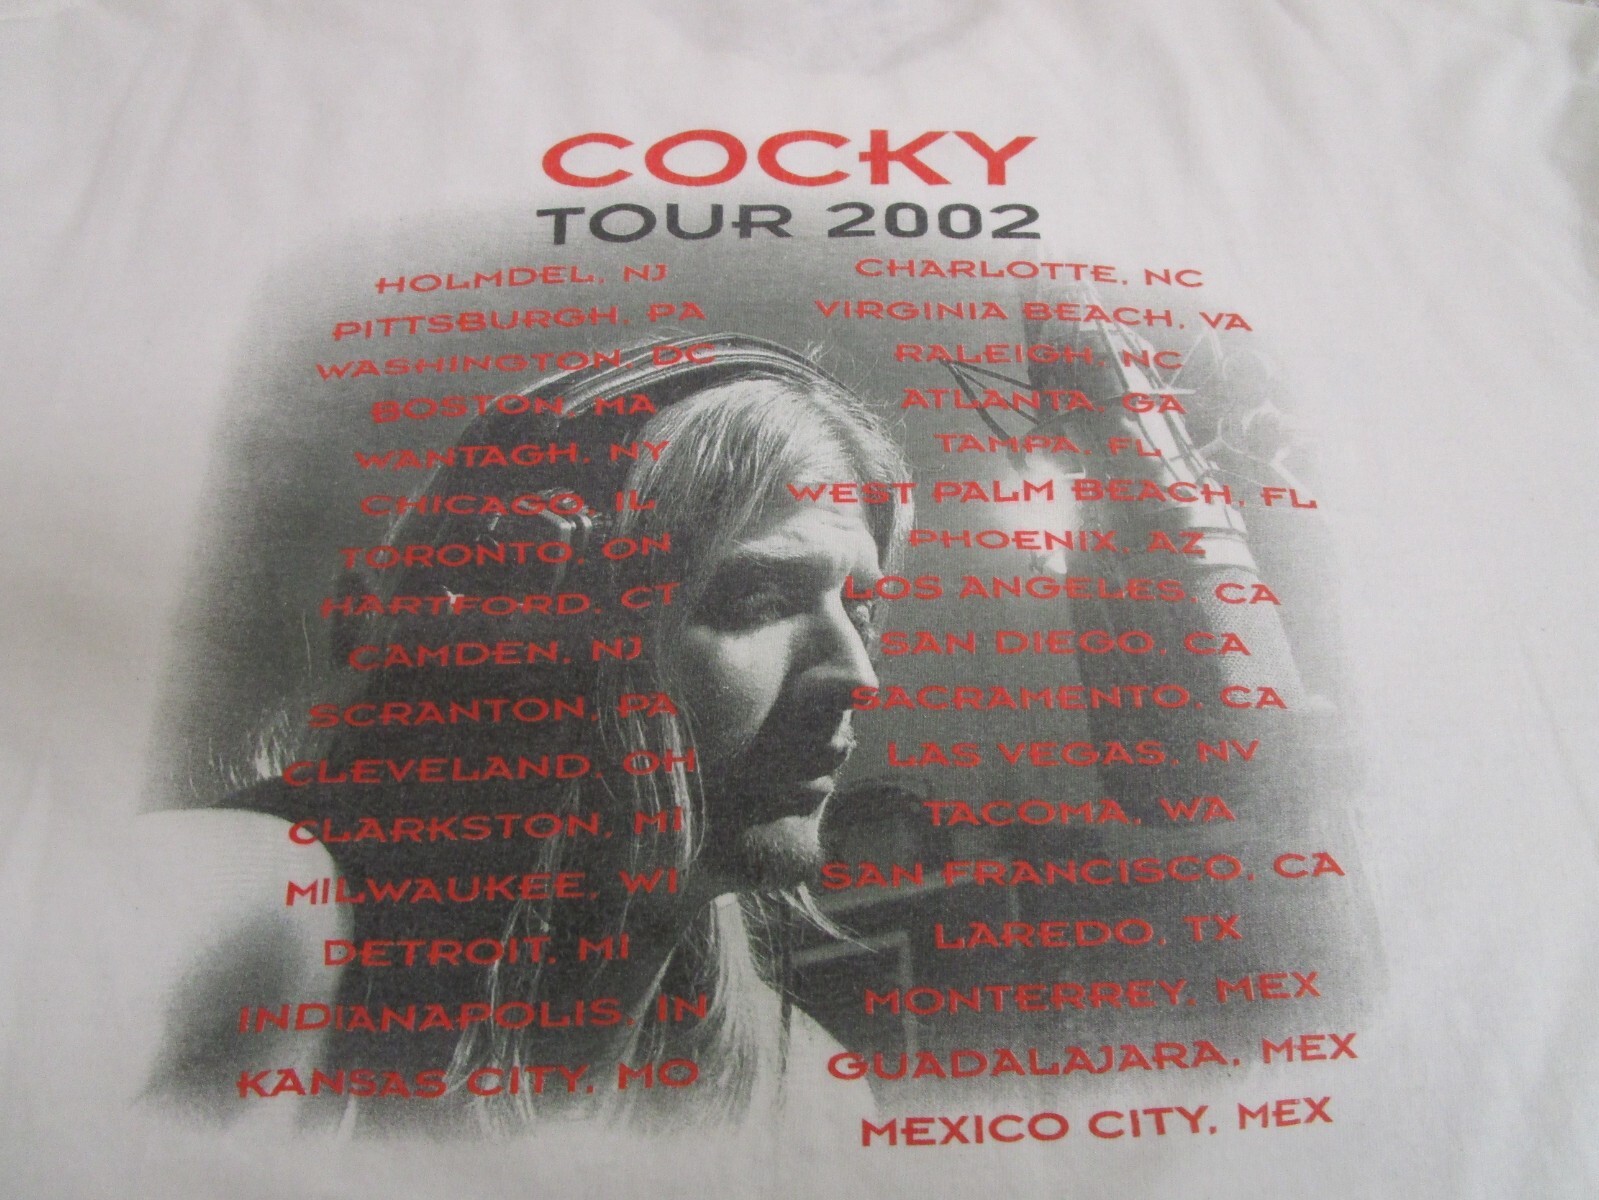 COCKY
TOUR 2002
HOLMDEL, NJ
PITTSBURGH, PA
WASHINGTON, DC
BOSTON, MA
WANTAGH, NY
CHICAGO, IL
TORONTO, ON
HARTFORD, CT
CAMDEN, NJ
SCRANTON, PA
CLEVELAND, OH
CLARKSTON, MI
MILWAUKEE, WI
DETROIT, MI
INDIANAPOLIS, IN
KANSAS CITY, MO
CHARLOTTE, NC
VIRGINIA BEACH, VA
RALEIGH, NC
ATLANTA, GA
TAMPA, FL
WEST PALM BEACH, FL
PHOENIX, AZ
LOS ANGELES, CA
SAN DIEGO, CA
SACRAMENTO, CA
LAS VEGAS, NV
TACOMA, WA
SAN FRANCISCO, CA
LAREDO, TX
MONTERREY, MEX
GUADALAJARA, MEX
MEXICO CITY, MEX